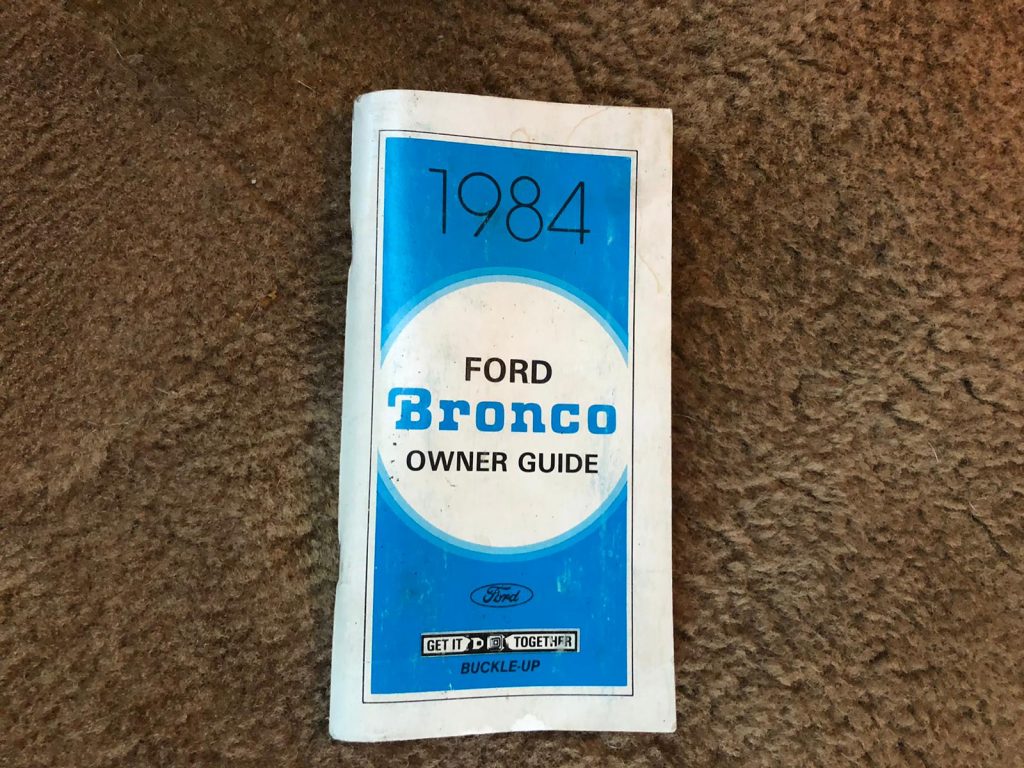 1984
FORD
Bronco
OWNER GUIDE
Ford
GET IT TOGETHER
BUCKLE-UP